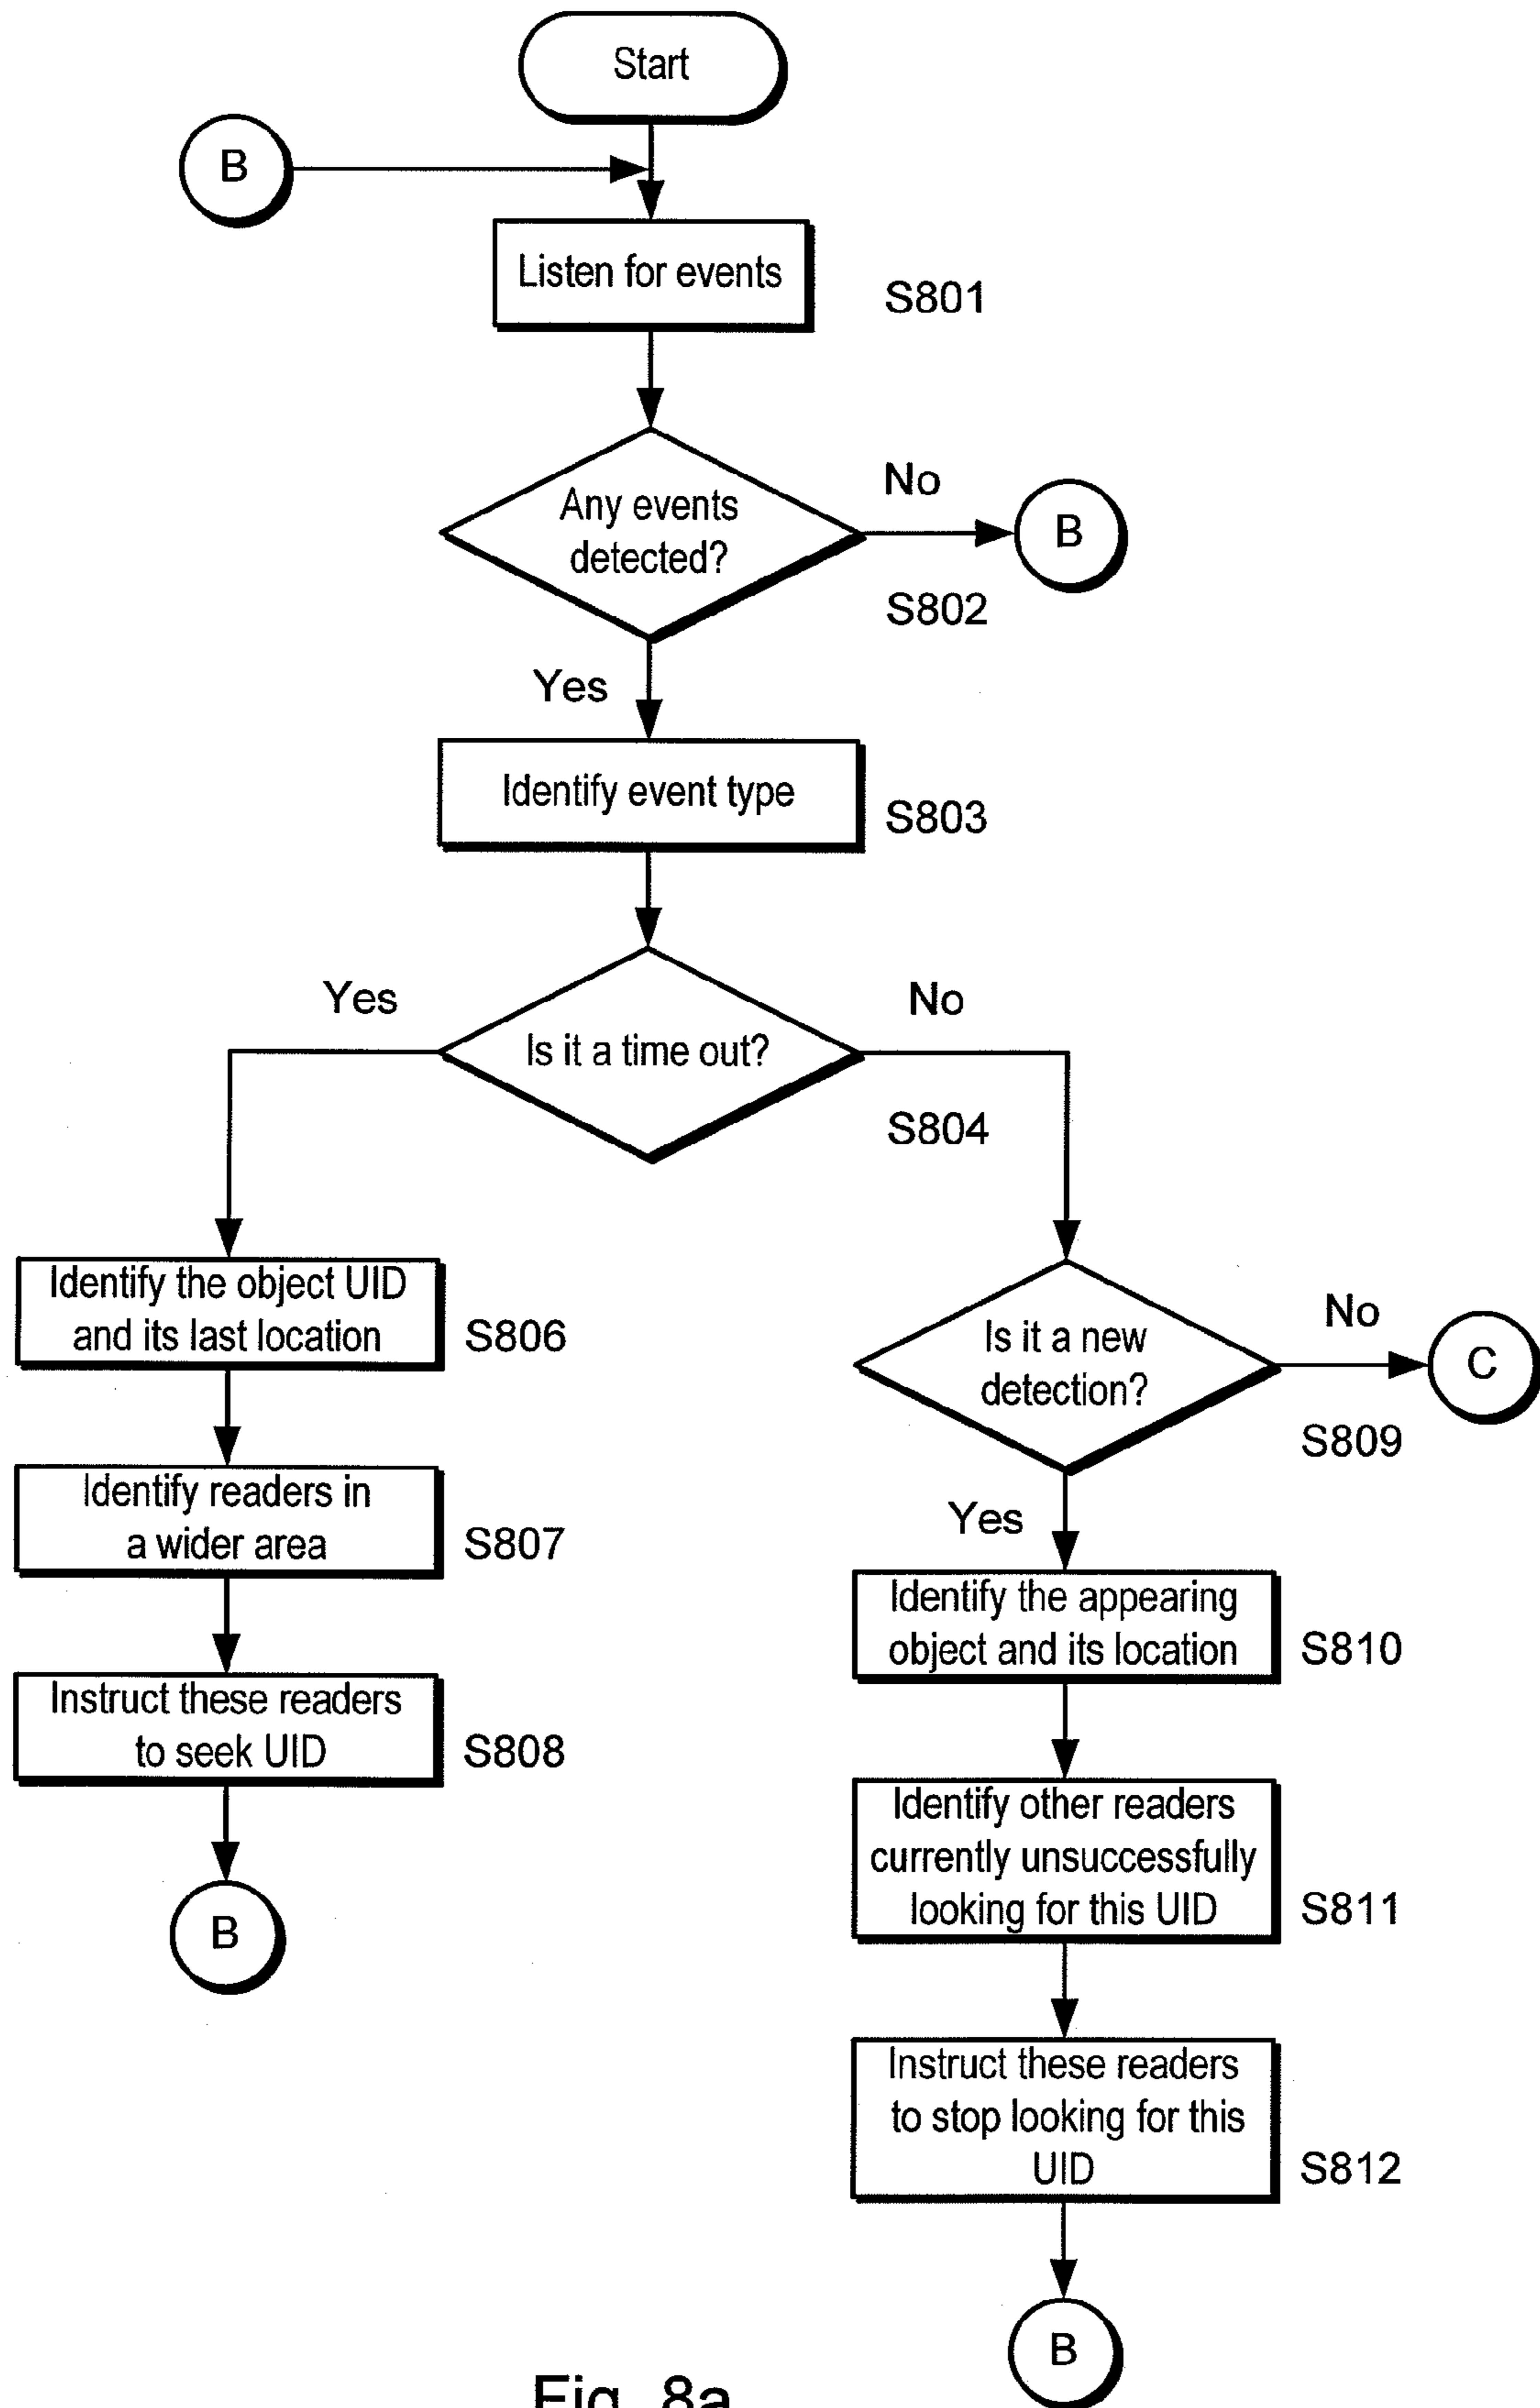 Start
B
Listen for events
S801
Any events
detected?
No
B
S802
Yes
Identify event type
S803
Yes
Is it a time out?
No
S804
Identify the object UID
and its last location
S806
Is it a new
detection?
No
C
S809
Identify readers in
a wider area
S807
Yes
Identify the appearing
object and its location
S810
Instruct these readers
to seek UID
S808
Identify other readers
currently unsuccessfully
looking for this UID
S811
B
Instruct these readers
to stop looking for this
UID
S812
B
Fig. 8a